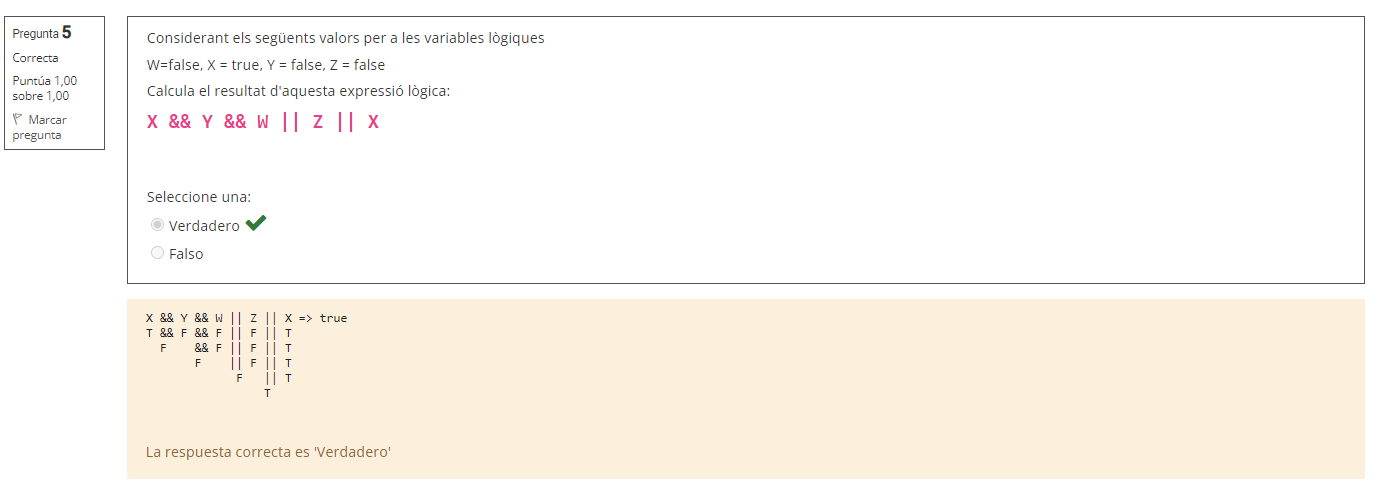 Pregunta 5
Correcta
Puntúa 1,00
sobre 1,00
Marcar
pregunta
Considerant els següents valors per a les variables lògiques
W=false, X = true, Y = false, Z = false
Calcula el resultat d'aquesta expressió lògica:
X && Y && W || Z || X
Seleccione una:
Verdadero
Falso
X && Y && W || Z || X => true
T && F && F || F || T
  F    && F || F || T
       F    || F || T
             F   || T
                 T
La respuesta correcta es 'Verdadero'